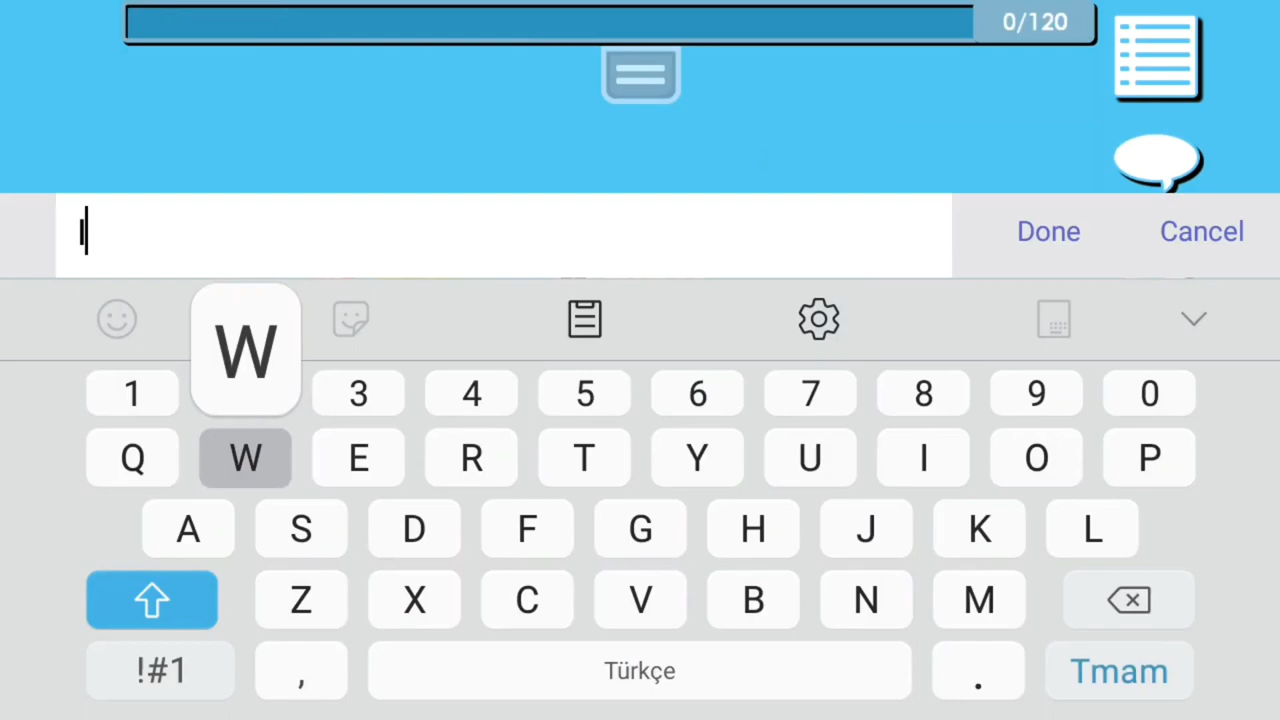 0/120
I
Done Cancel
W
1 3 4 5 6 7 8 9 0
Q W E R T Y U I O P
A S D F G H J K L
Z X C V B N M
!#1 , Türkçe . Tmam